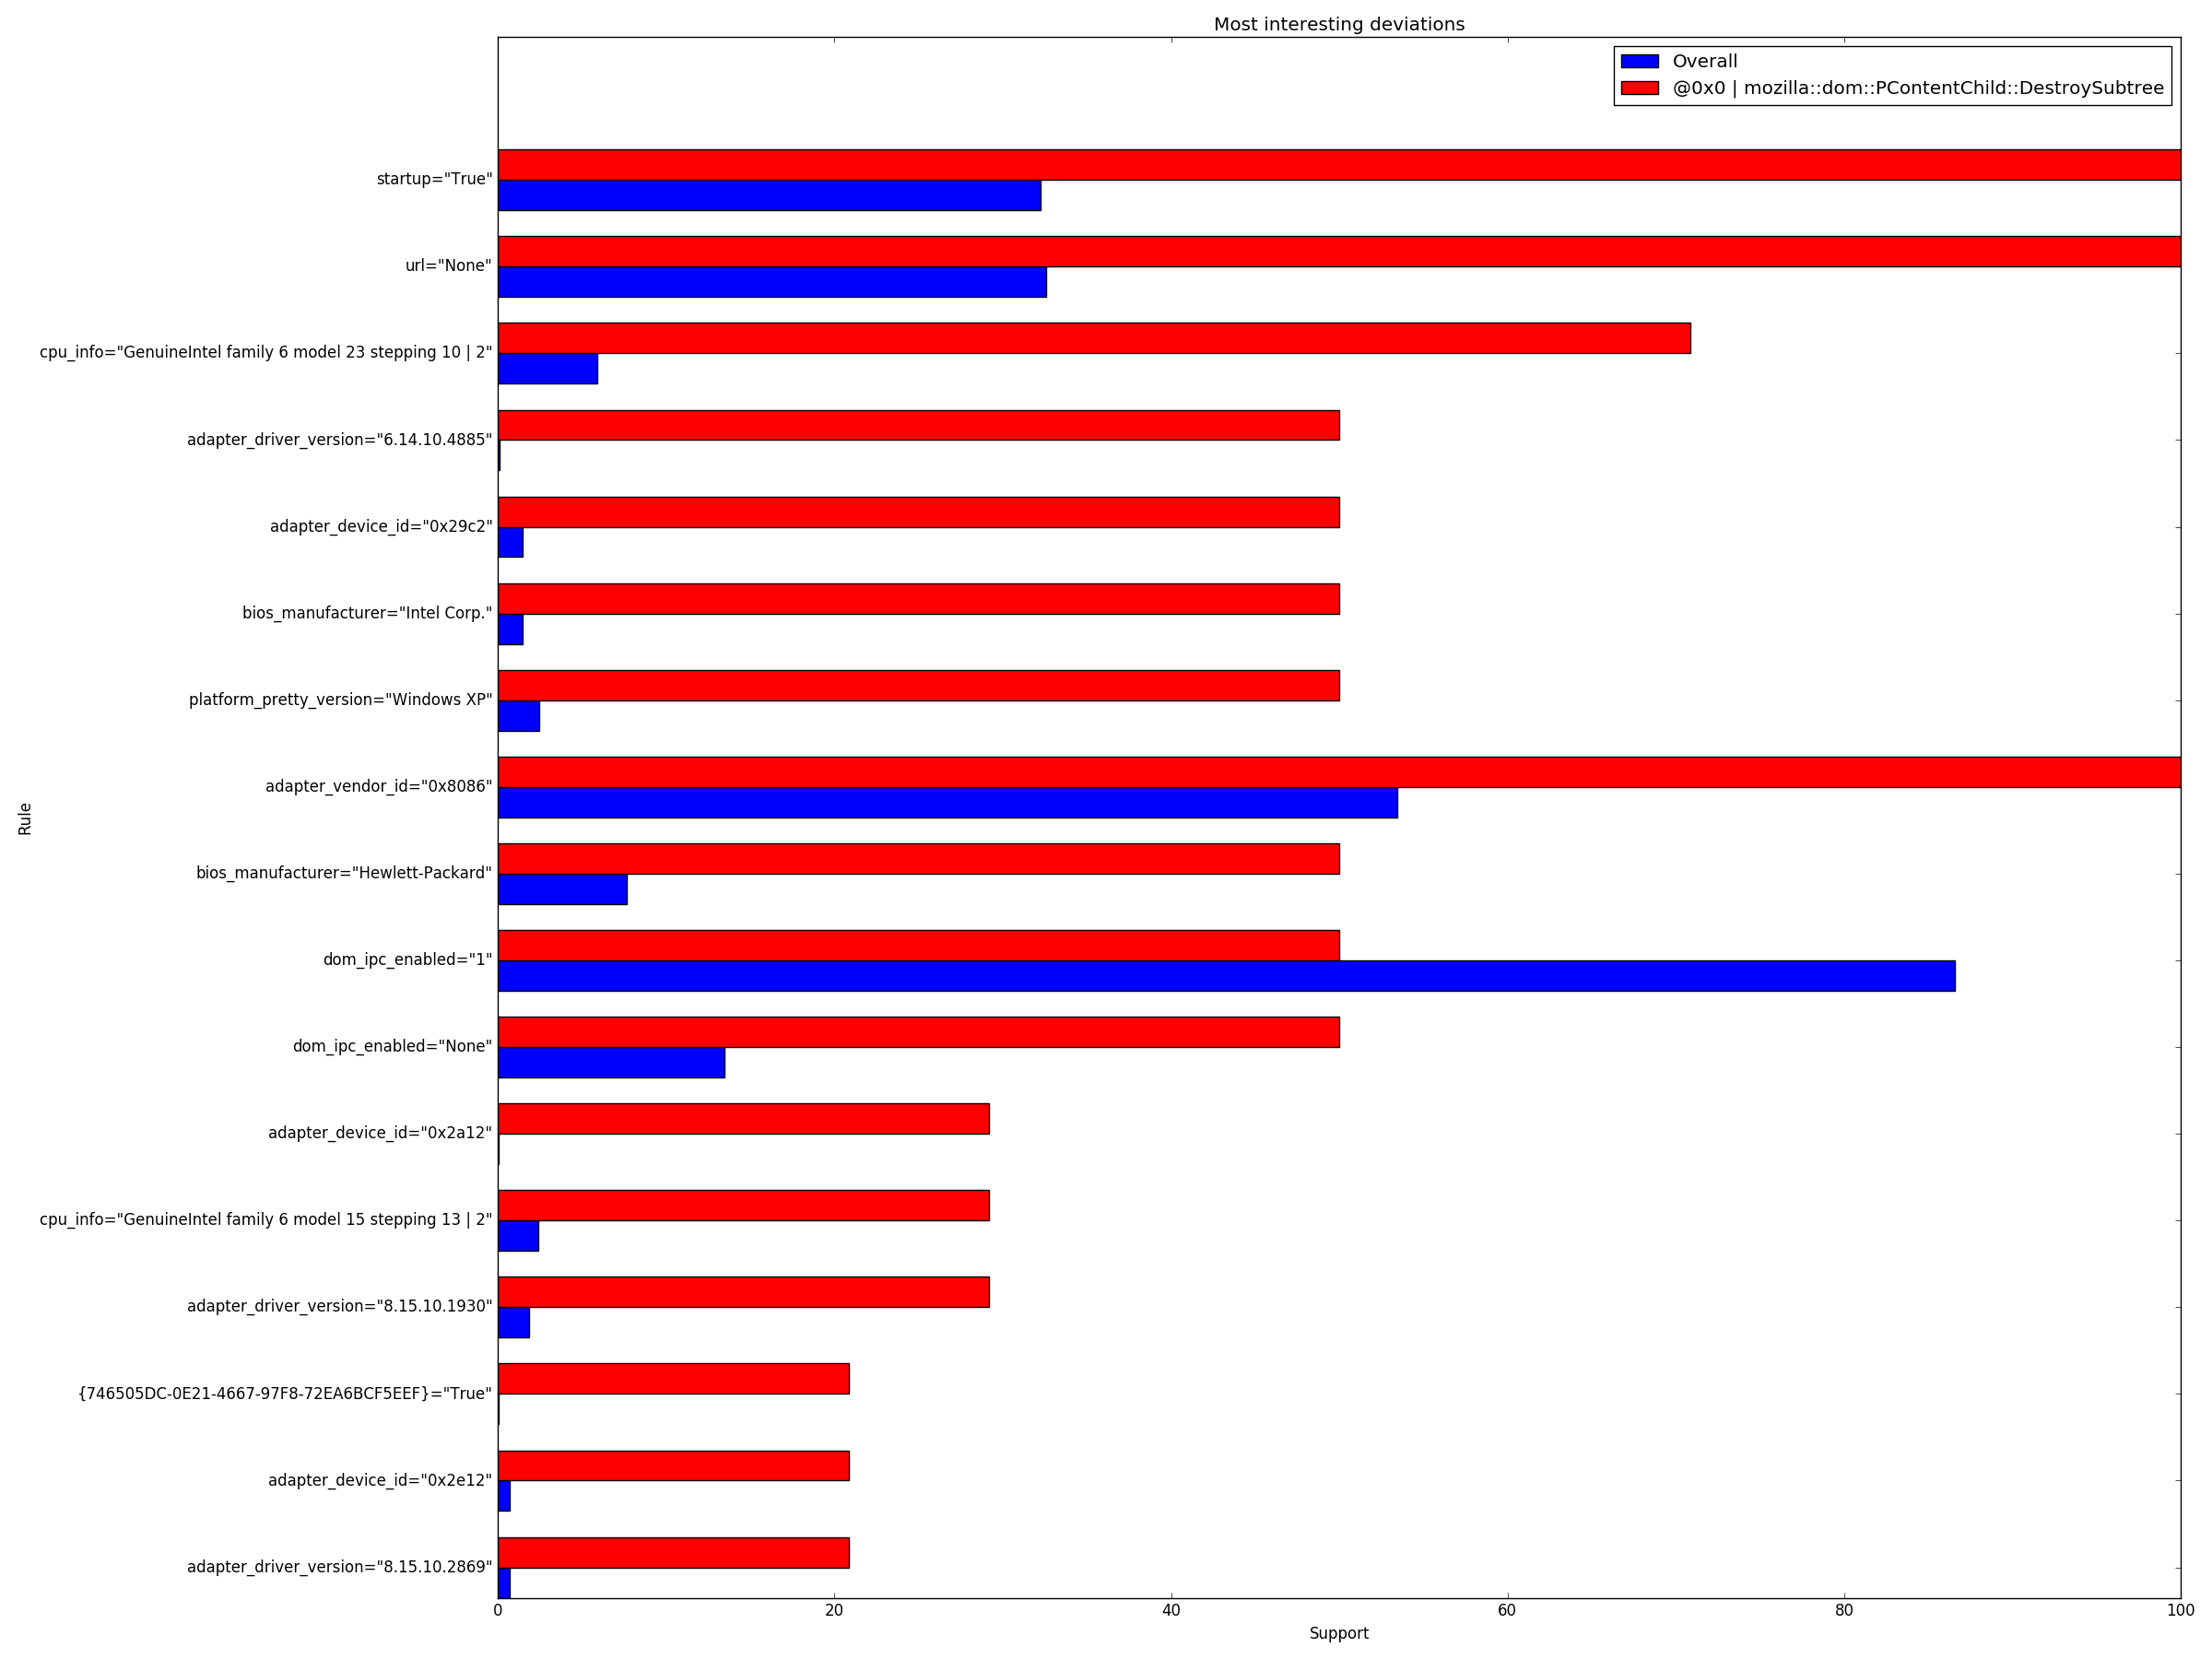 Most interesting deviations
Overall
@0x0 | mozilla::dom::PContentChild::DestroySubtree
startup="True"
url="None"
cpu_info="GenuineIntel family 6 model 23 stepping 10 | 2"
adapter_driver_version="6.14.10.4885"
adapter_device_id="0x29c2"
bios_manufacturer="Intel Corp."
platform_pretty_version="Windows XP"
adapter_vendor_id="0x8086"
Rule
bios_manufacturer="Hewlett-Packard"
dom_ipc_enabled="1"
dom_ipc_enabled="None"
adapter_device_id="0x2a12"
cpu_info="GenuineIntel family 6 model 15 stepping 13 | 2"
adapter_driver_version="8.15.10.1930"
{746505DC-0E21-4667-97F8-72EA6BCF5EEF}="True"
adapter_device_id="0x2e12"
adapter_driver_version="8.15.10.2869"
0 20 40 60 80 100
Support